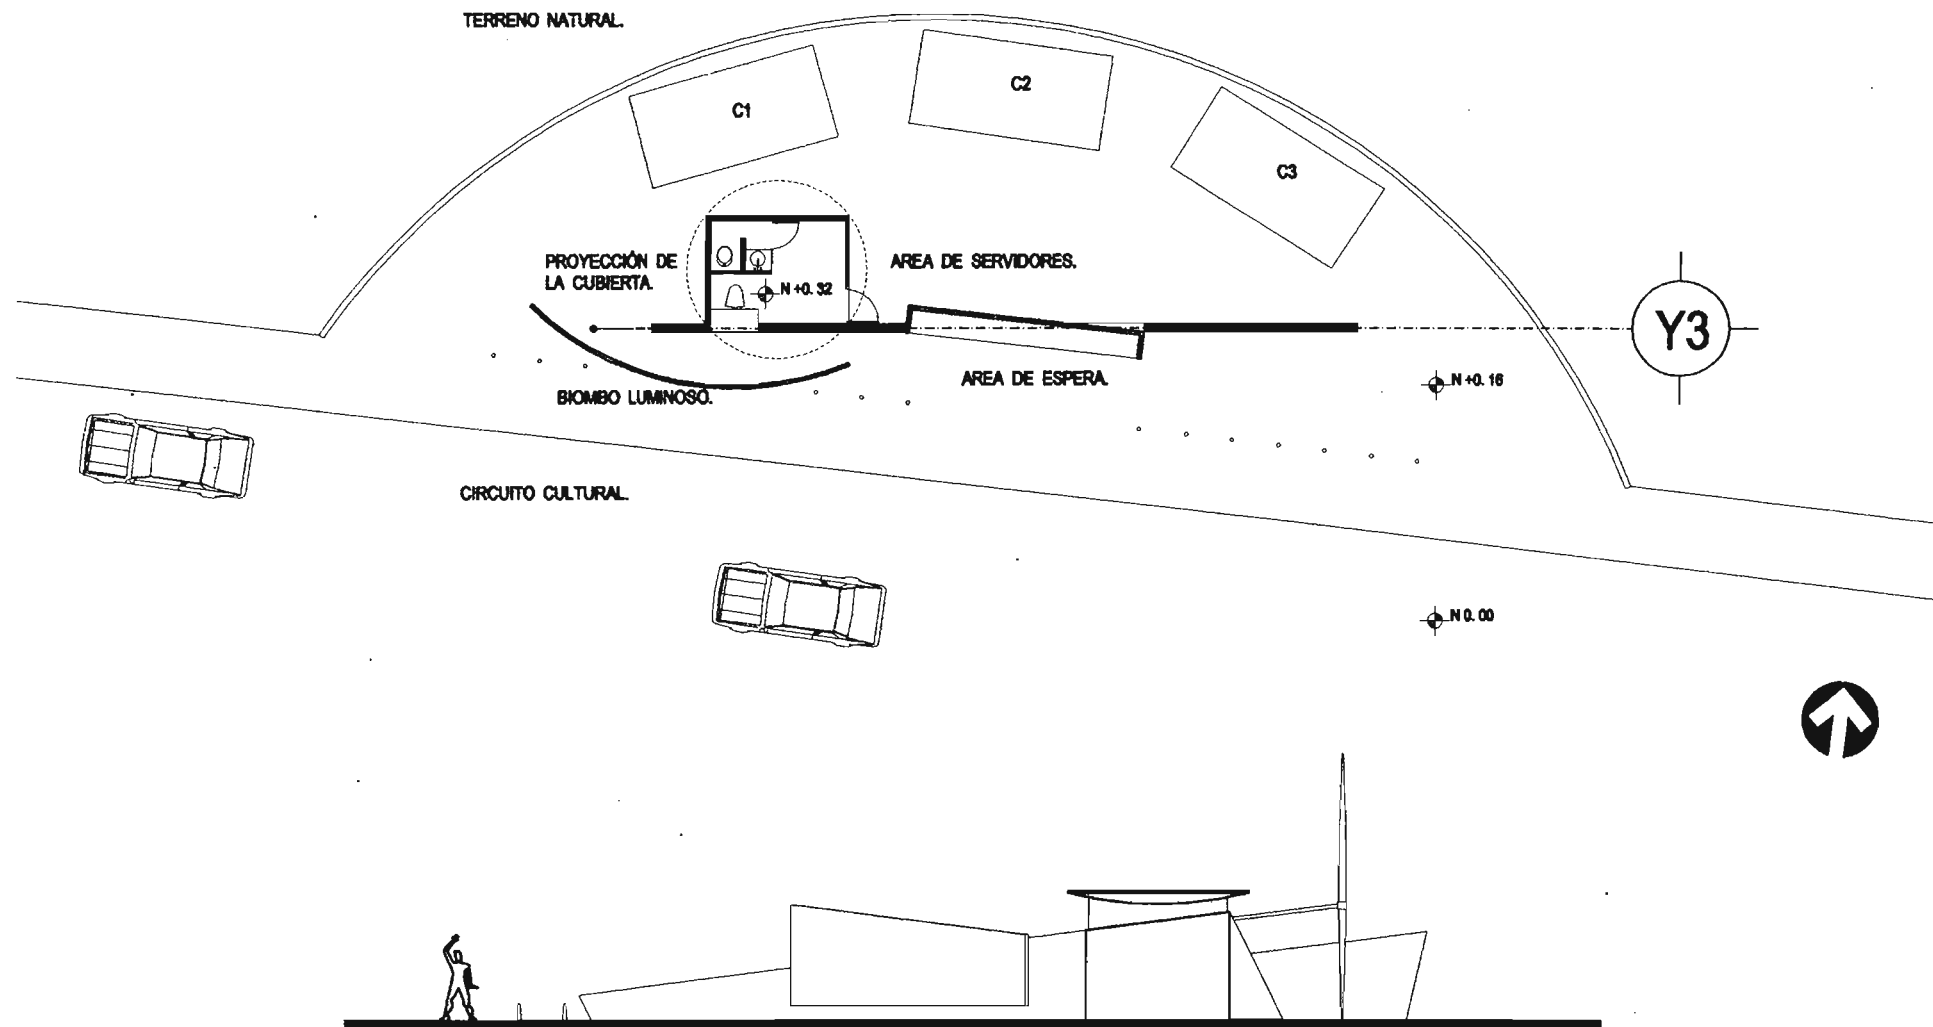 TERRENO NATURAL.
C1
C2
C3
PROYECCIÓN DE
LA CUBIERTA.
AREA DE SERVIDORES.
N +0. 32
Y3
AREA DE ESPERA.
N +0. 16
BIOMBO LUMINOSO.
CIRCUITO CULTURAL.
N 0. 00